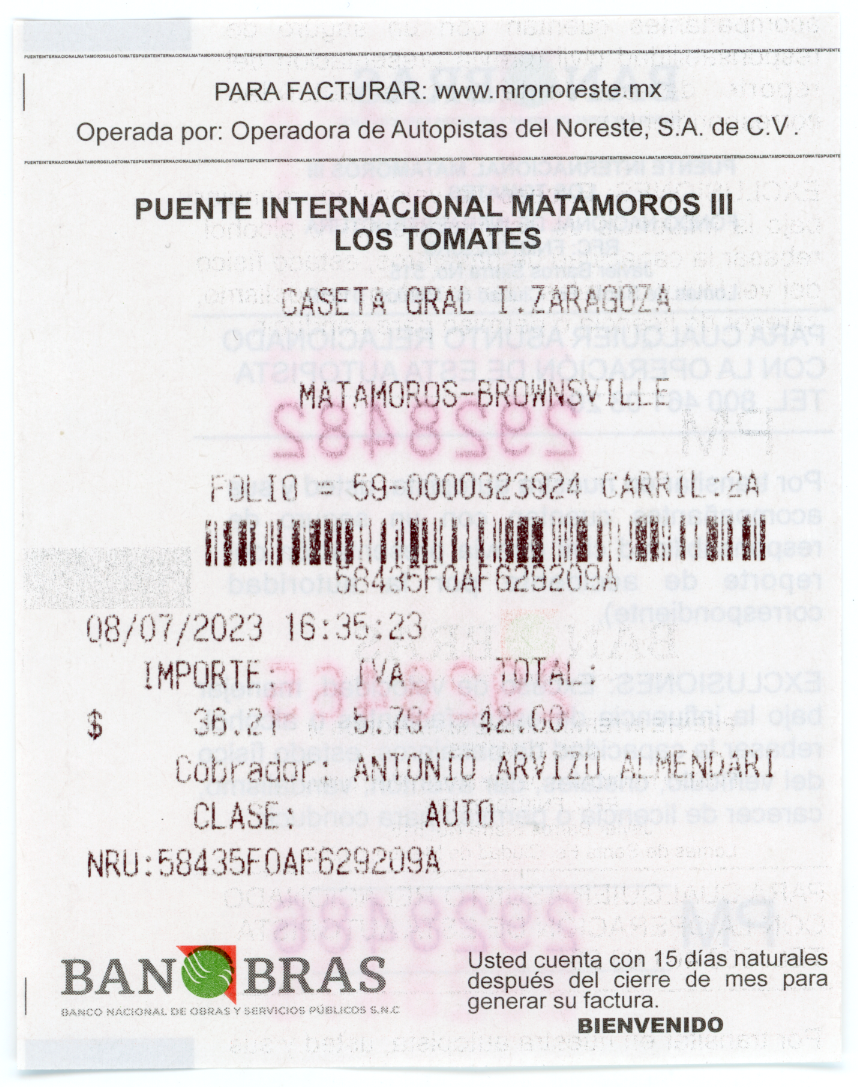 PARA FACTURAR: www.mronoreste.mx
Operada por: Operadora de Autopistas del Noreste, S.A. de C.V.
PUENTE INTERNACIONAL MATAMOROS III
LOS TOMATES
CASETA GRAL I.ZARAGOZA
MATAMOROS-BROWNSVILLE
FOLIO = 59-0000323924 CARRIL:2A
58435F0AF629209A
08/07/2023 16:35:23
IMPORTE: IVA TOTAL:
$ 36.21 5.79 42.00
Cobrador: ANTONIO ARVIZU ALMENDARI
CLASE: AUTO
NRU:58435F0AF629209A
BANOBRAS
BANCO NACIONAL DE OBRAS Y SERVICIOS PÚBLICOS S.N.C
Usted cuenta con 15 días naturales
después del cierre de mes para
generar su factura.
BIENVENIDO